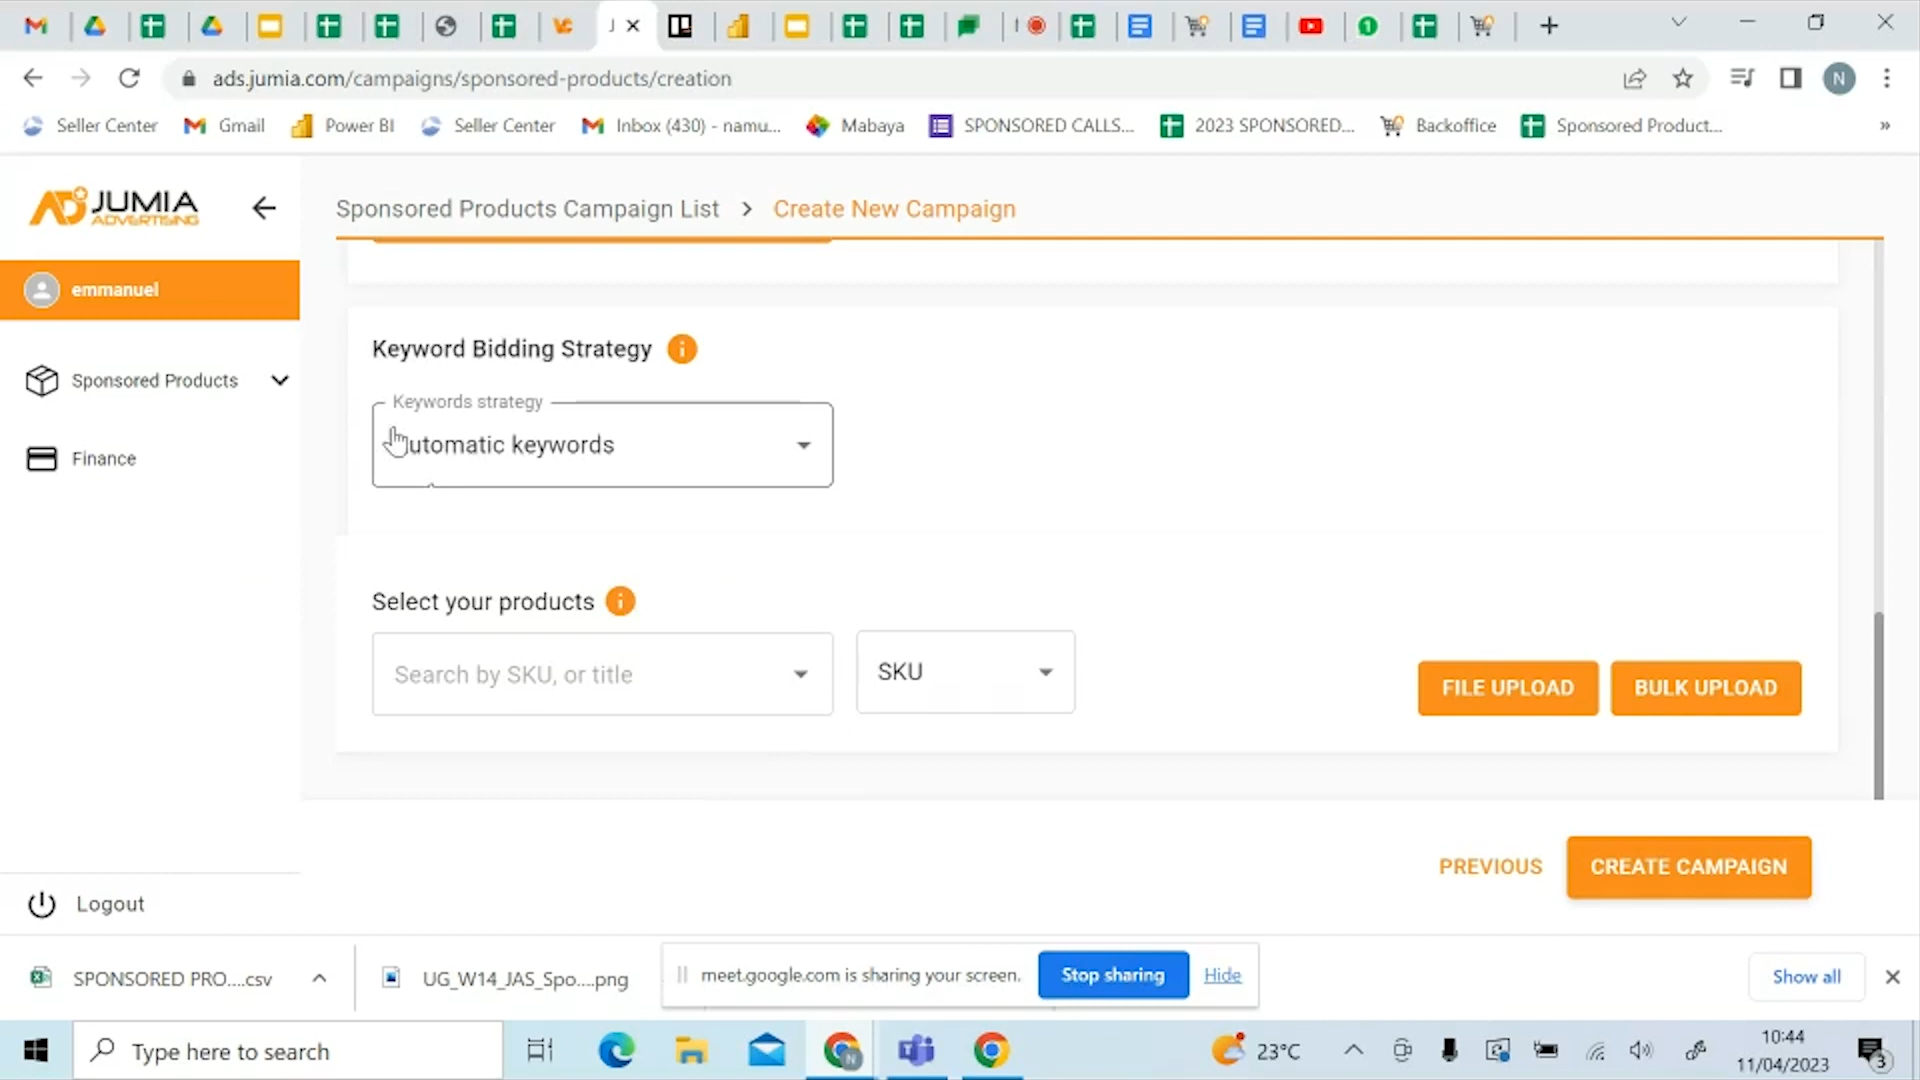 J
ads.jumia.com/campaigns/sponsored-products/creation
N
Seller Center
Gmail
Power BI
Seller Center
Inbox (430) - namu...
Mabaya
SPONSORED CALLS...
2023 SPONSORED...
Backoffice
Sponsored Product...
»
AD JUMIA
ADVERTISING
Sponsored Products Campaign List > Create New Campaign
emmanuel
Sponsored Products
Finance
Keyword Bidding Strategy i
Keywords strategy
utomatic keywords
Select your products i
Search by SKU, or title
SKU
FILE UPLOAD
BULK UPLOAD
PREVIOUS
CREATE CAMPAIGN
Logout
SPONSORED PRO....csv
UG_W14_JAS_Spo....png
meet.google.com is sharing your screen.
Stop sharing
Hide
Show all
Type here to search
N
23°C
10:44
11/04/2023
3